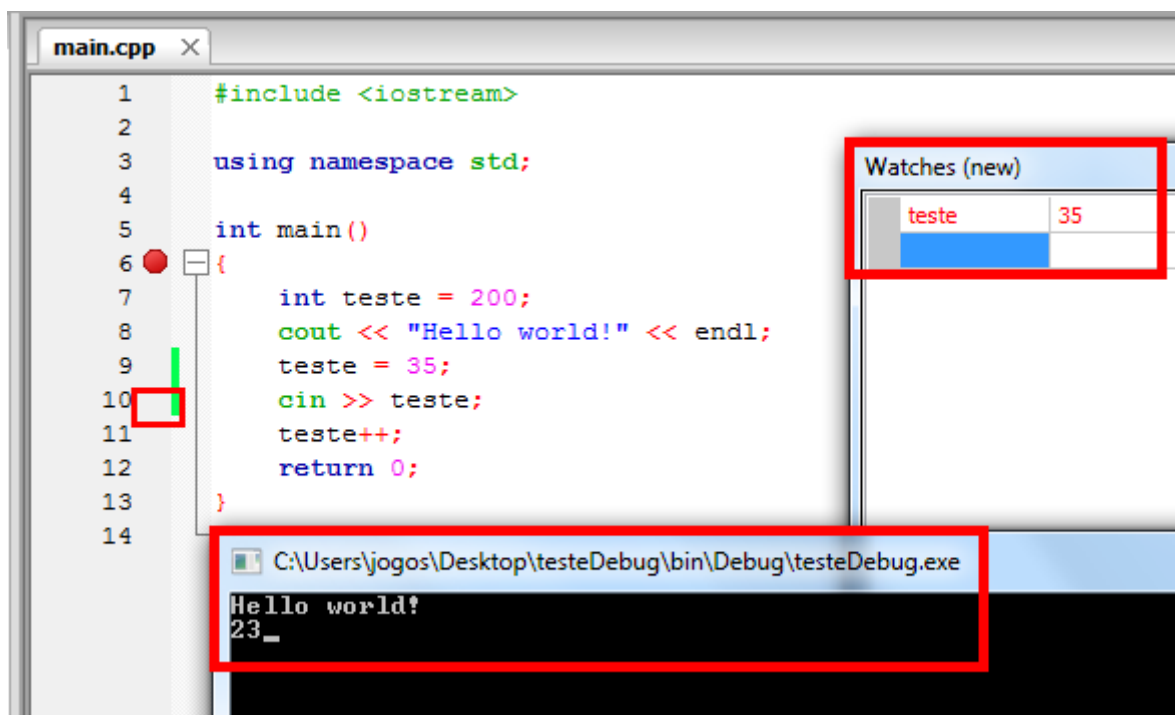 main.cpp
1 #include <iostream>
2
3 using namespace std;
4
5 int main()
6 {
7 int teste = 200;
8 cout << "Hello world!" << endl;
9 teste = 35;
10 cin >> teste;
11 teste++;
12 return 0;
13 }
14
Watches (new)
teste 35
C:\Users\jogos\Desktop\testeDebug\bin\Debug\testeDebug.exe
Hello world!
23_